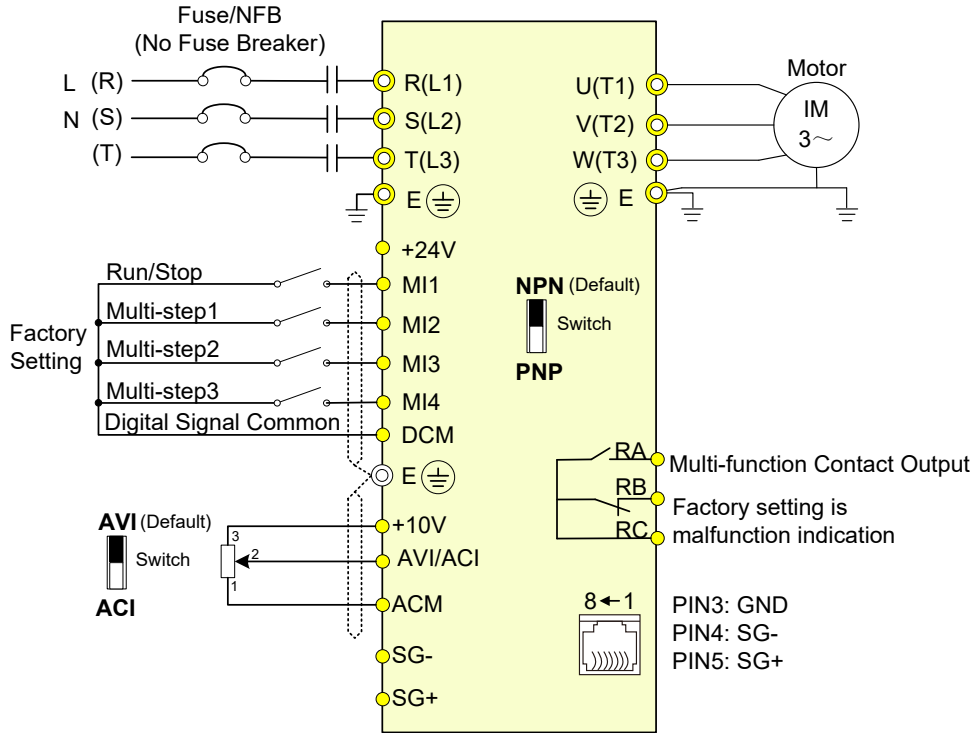 Fuse/NFB
(No Fuse Breaker)
L (R)
N (S)
(T)
R(L1)
S(L2)
T(L3)
E
U(T1)
V(T2)
W(T3)
E
Motor
IM
3～
+24V
Run/Stop
MI1
Multi-step1
MI2
Multi-step2
MI3
Multi-step3
MI4
Digital Signal Common
DCM
Factory
Setting
E
NPN (Default)
Switch
PNP
RA
Multi-function Contact Output
RB
RC
Factory setting is
malfunction indication
AVI (Default)
Switch
ACI
3
2
1
+10V
AVI/ACI
ACM
SG-
SG+
8←1
PIN3: GND
PIN4: SG-
PIN5: SG+